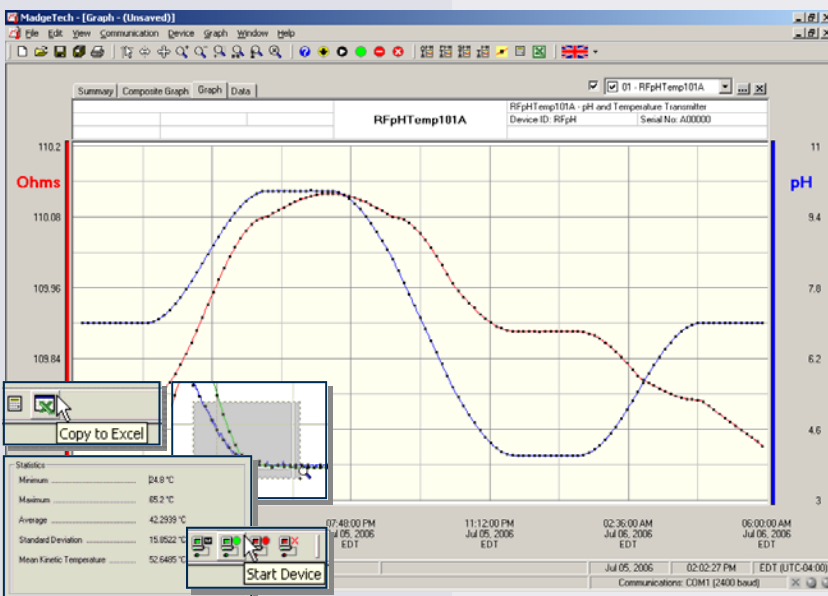 MadgeTech - [Graph - (Unsaved)]
File Edit View Communication Device Graph Window Help
Summary Composite Graph Graph Data
01 - RFpHTemp101A
RFpHTemp101A
RFpHTemp101A - pH and Temperature Transmitter
Device ID: RFpH Serial No: A00000
110.2
11
Ohms
pH
110.08
9.4
109.96
7.8
109.84
6.2
Copy to Excel
4.6
3
Statistics
Minimum 24.8 °C
Maximum 65.2 °C
Average 42.2939 °C
Standard Deviation 15.8522 °C
Mean Kinetic Temperature 52.6485 °C
Start Device
07:48:00 PM 11:12:00 PM 02:36:00 AM 06:00:00 AM
Jul 05, 2006 Jul 05, 2006 Jul 06, 2006 Jul 06, 2006
EDT EDT EDT EDT
Jul 05, 2006 02:02:27 PM EDT (UTC-04:00)
Communications: COM1 (2400 baud)